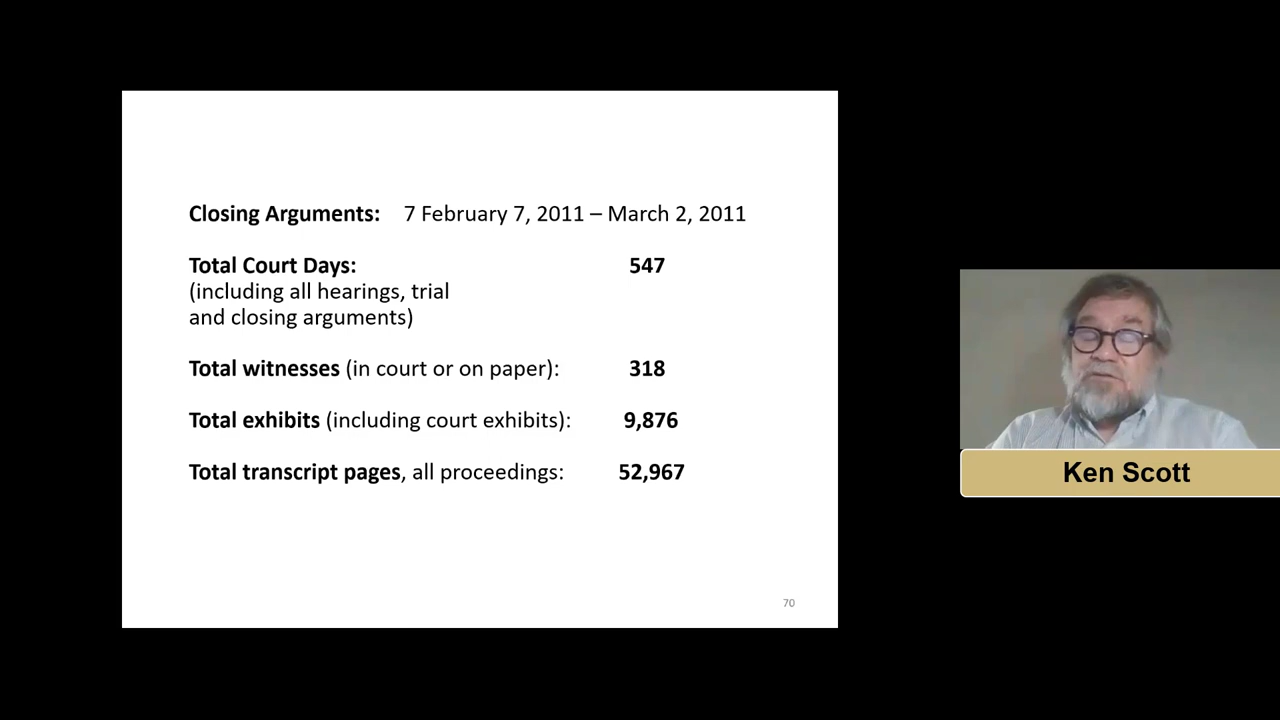 Closing Arguments: 7 February 7, 2011 – March 2, 2011
Total Court Days: 547
(including all hearings, trial
and closing arguments)
Total witnesses (in court or on paper): 318
Total exhibits (including court exhibits): 9,876
Total transcript pages, all proceedings: 52,967
70
Ken Scott